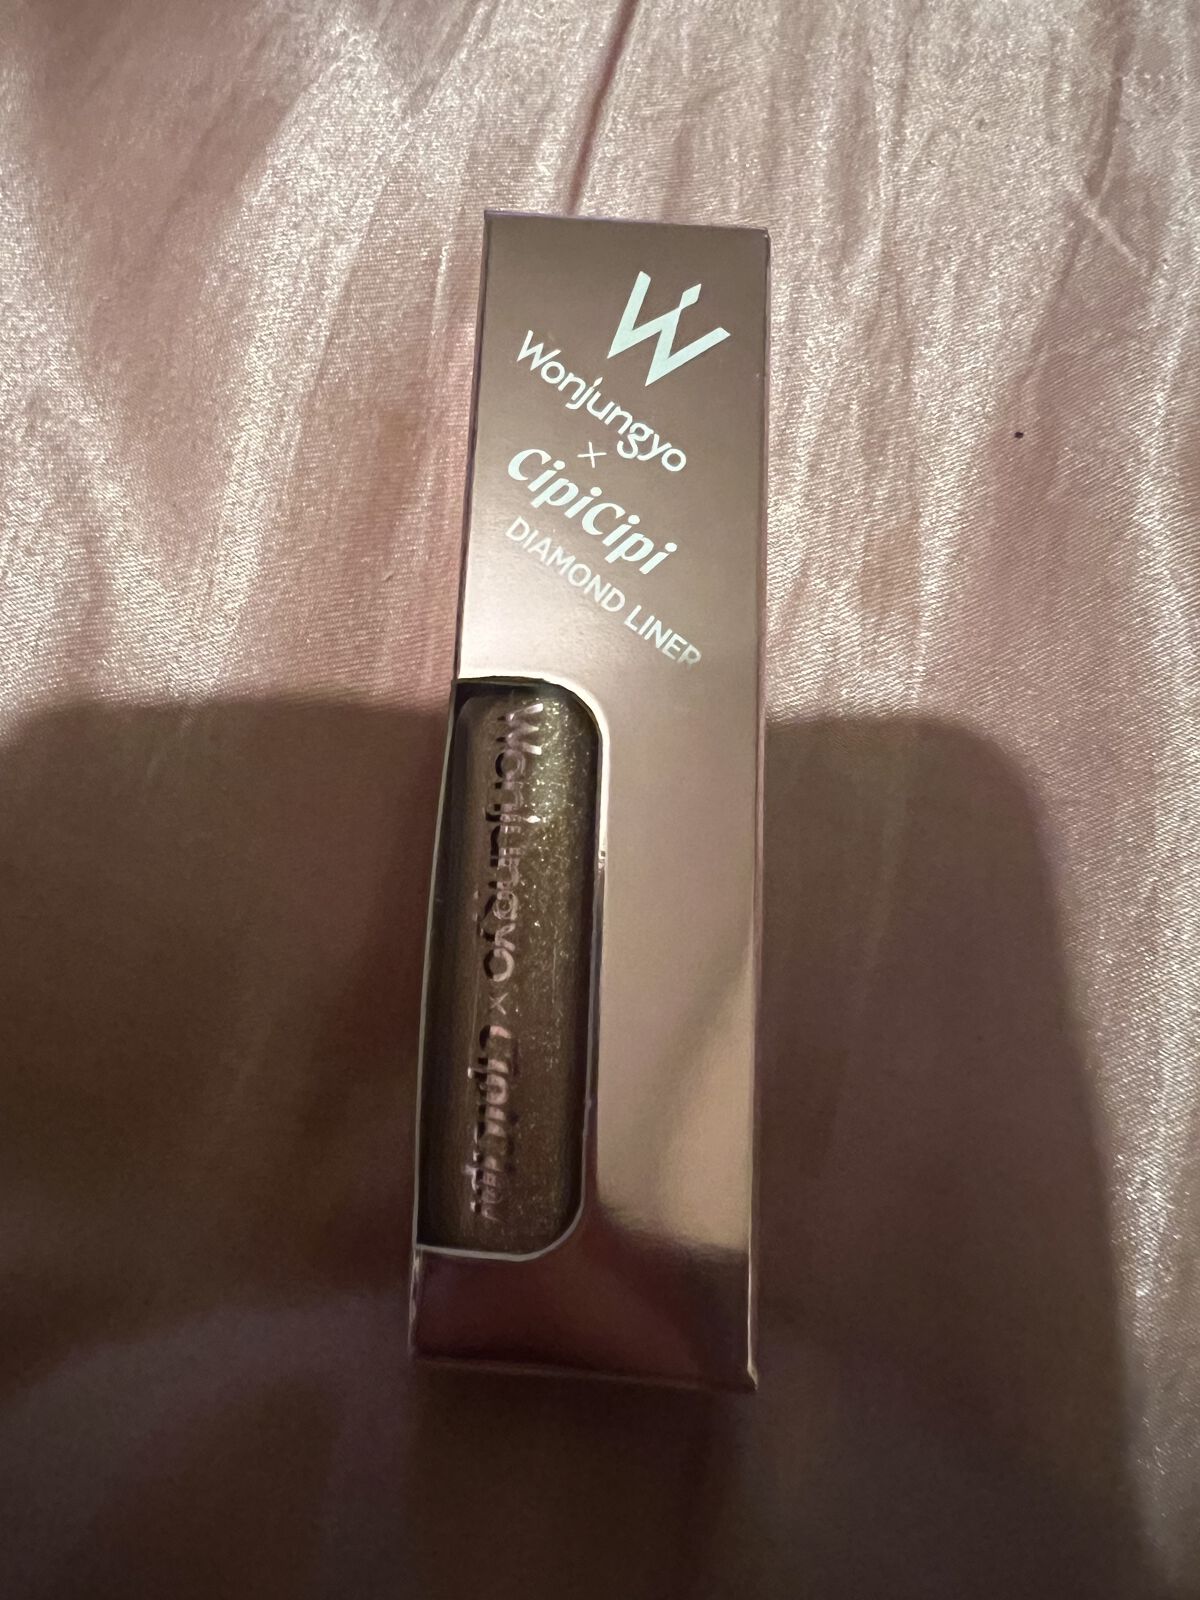 W
Wonjungyo
×
CipiCipi
DIAMOND LINER
Wonjungyo × CipiCipi